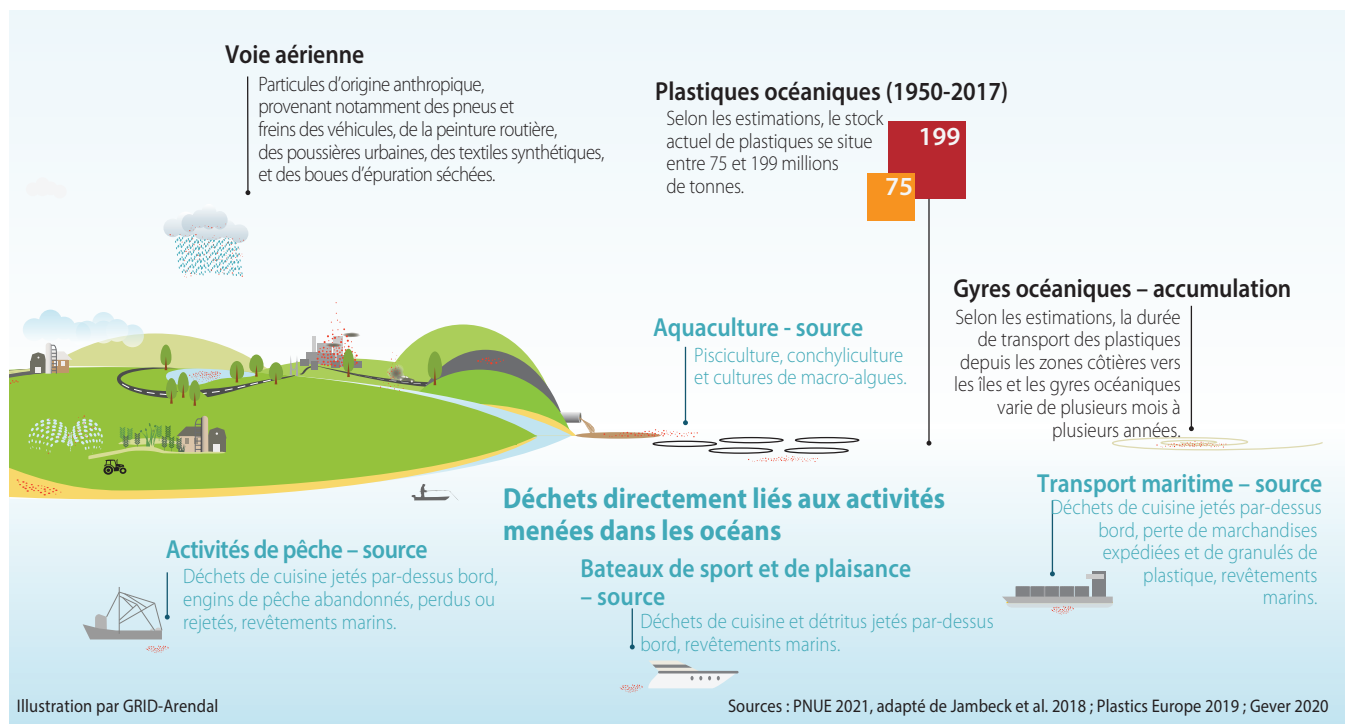 Voie aérienne
Particules d'origine anthropique,
provenant notamment des pneus et
freins des véhicules, de la peinture routière,
des poussières urbaines, des textiles synthétiques,
et des boues d'épuration séchées.
Plastiques océaniques (1950-2017)
Selon les estimations, le stock
actuel de plastiques se situe
entre 75 et 199 millions
de tonnes.
199
75
Gyres océaniques – accumulation
Selon les estimations, la durée
de transport des plastiques
depuis les zones côtières vers
les îles et les gyres océaniques
varie de plusieurs mois à
plusieurs années.
Aquaculture - source
Pisciculture, conchyliculture
et cultures de macro-algues.
Déchets directement liés aux activités
menées dans les océans
Transport maritime – source
Déchets de cuisine jetés par-dessus
bord, perte de marchandises
expédiées et de granulés de
plastique, revêtements
marins.
Activités de pêche – source
Déchets de cuisine jetés par-dessus bord,
engins de pêche abandonnés, perdus ou
rejetés, revêtements marins.
Bateaux de sport et de plaisance
– source
Déchets de cuisine et détritus jetés par-dessus
bord, revêtements marins.
Illustration par GRID-Arendal
Sources : PNUE 2021, adapté de Jambeck et al. 2018 ; Plastics Europe 2019 ; Gever 2020